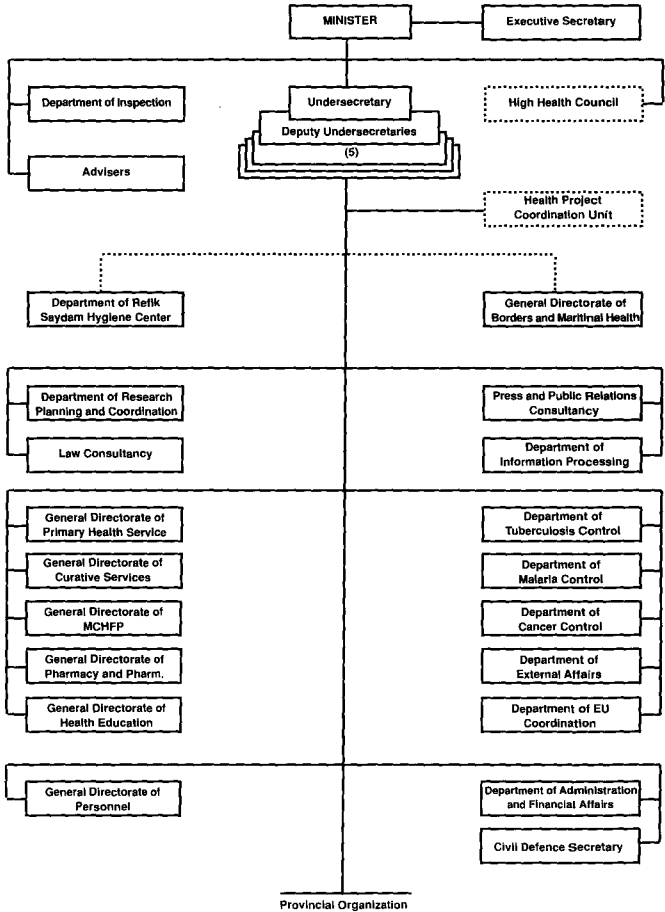 MINISTER
Executive Secretary
Department of Inspection
Undersecretary
High Health Council
Deputy Undersecretaries
(5)
Advisers
Health Project
Coordination Unit
Department of Refik
Saydam Hygiene Center
General Directorate of
Borders and Maritinal Health
Department of Research
Planning and Coordination
Press and Public Relations
Consultancy
Law Consultancy
Department of
Information Processing
General Directorate of
Primary Health Service
Department of
Tuberculosis Control
General Directorate of
Curative Services
Department of
Malaria Control
General Directorate of
MCHFP
Department of
Cancer Control
General Directorate of
Pharmacy and Pharm.
Department of
External Affairs
General Directorate of
Health Education
Department of EU
Coordination
General Directorate of
Personnel
Department of Administration
and Financial Affairs
Civil Defence Secretary
Provincial Organization